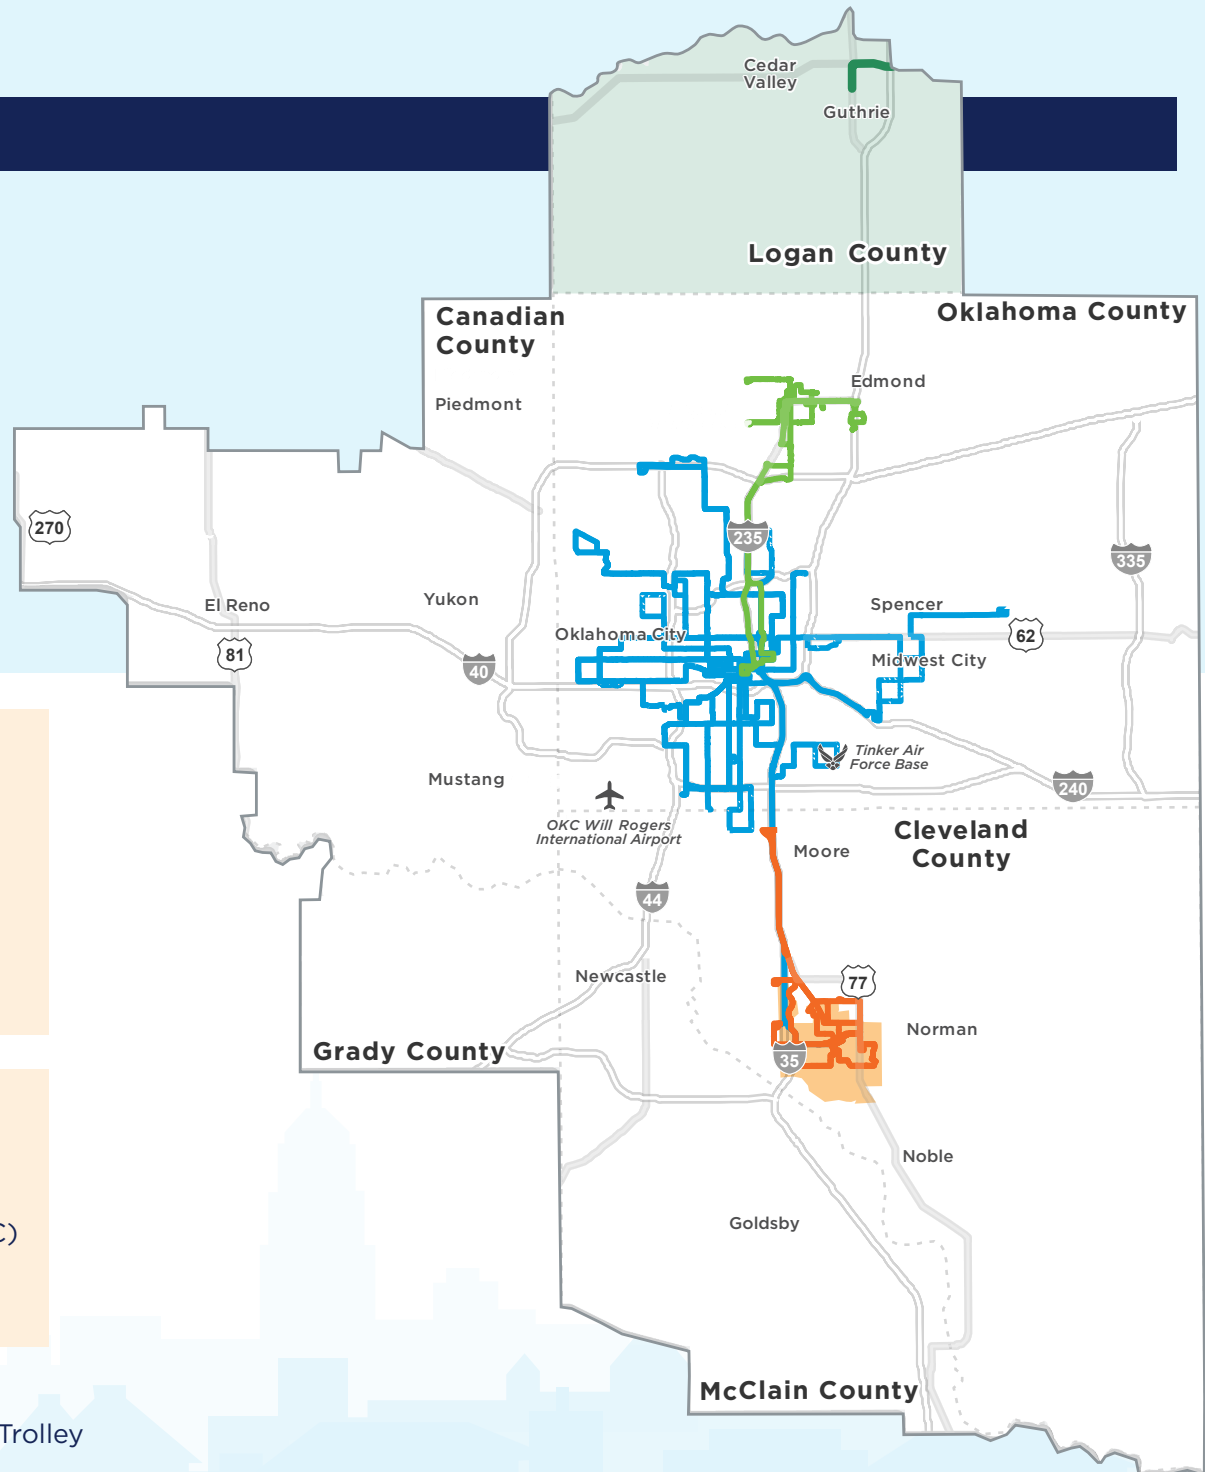 Cedar
Valley
Guthrie
Logan County
Canadian
County
Oklahoma County
Edmond
Piedmont
270
235
335
El Reno
Yukon
Spencer
Oklahoma City
62
81
Midwest City
40
Tinker Air
Force Base
Mustang
240
OKC Will Rogers
International Airport
Cleveland
County
Moore
44
Newcastle
77
Norman
Grady County
35
Noble
Goldsby
C)
McClain County
Trolley